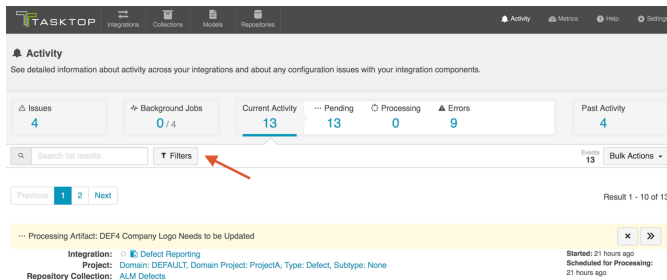 TASKTOP
Integrations Collections Models Repositories
Activity Metrics Help Settings
Activity
See detailed information about activity across your integrations and about any configuration issues with your integration components.
Issues Background Jobs Current Activity ··· Pending Processing Errors Past Activity
4 0 / 4 13 13 0 9 4
Search list results Filters Events 13 Bulk Actions
Previous 1 2 Next Result 1 - 10 of 13
··· Processing Artifact: DEF4 Company Logo Needs to be Updated
Integration: Defect Reporting Started: 21 hours ago
Project: Domain: DEFAULT, Domain Project: ProjectA, Type: Defect, Subtype: None Scheduled for Processing:
Repository Collection: ALM Defects 21 hours ago